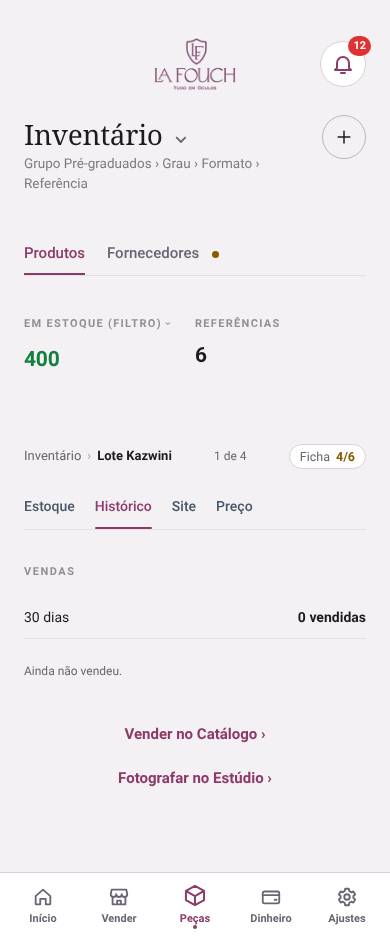 12
LF
LA FOUCH
TUDO EM ÓCULOS
Inventário
Grupo Pré-graduados › Grau › Formato ›
Referência
+
Produtos
Fornecedores
EM ESTOQUE (FILTRO)
REFERÊNCIAS
400
6
Inventário › Lote Kazwini
1 de 4
Ficha 4/6
Estoque
Histórico
Site
Preço
VENDAS
30 dias
0 vendidas
Ainda não vendeu.
Vender no Catálogo ›
Fotografar no Estúdio ›
Início
Vender
Peças
Dinheiro
Ajustes